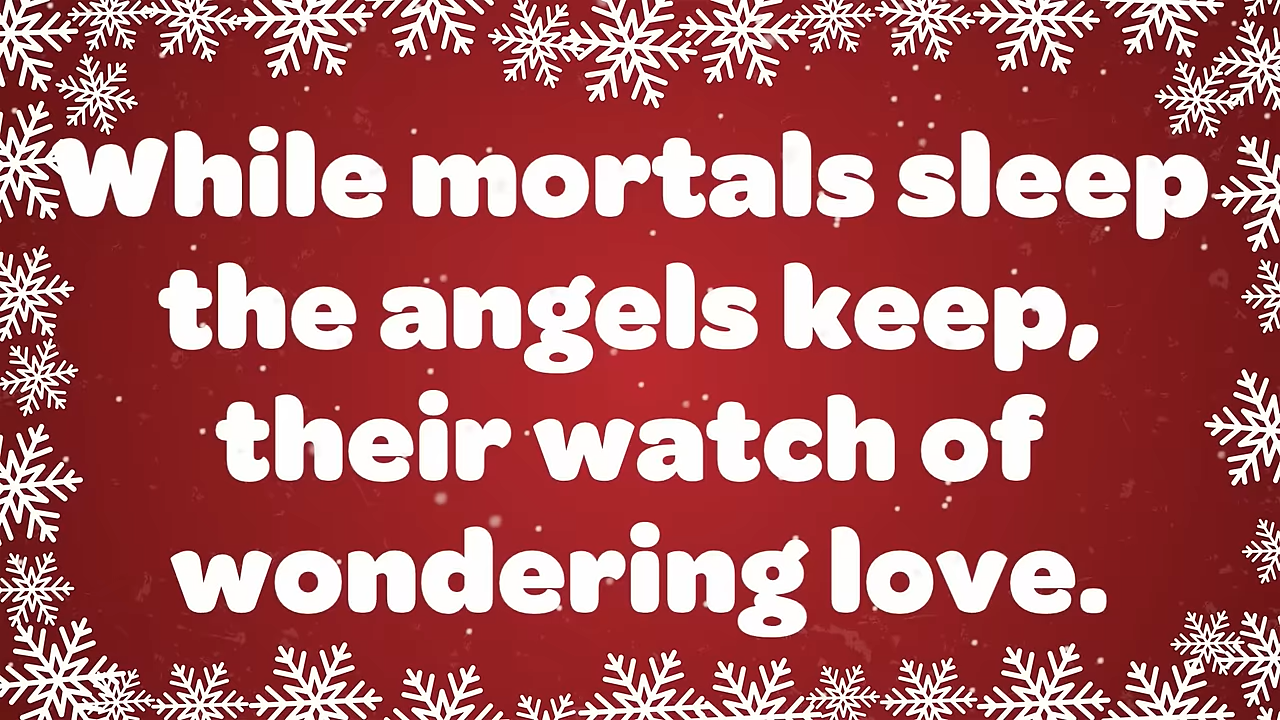 While mortals sleep
the angels keep,
their watch of
wondering love.